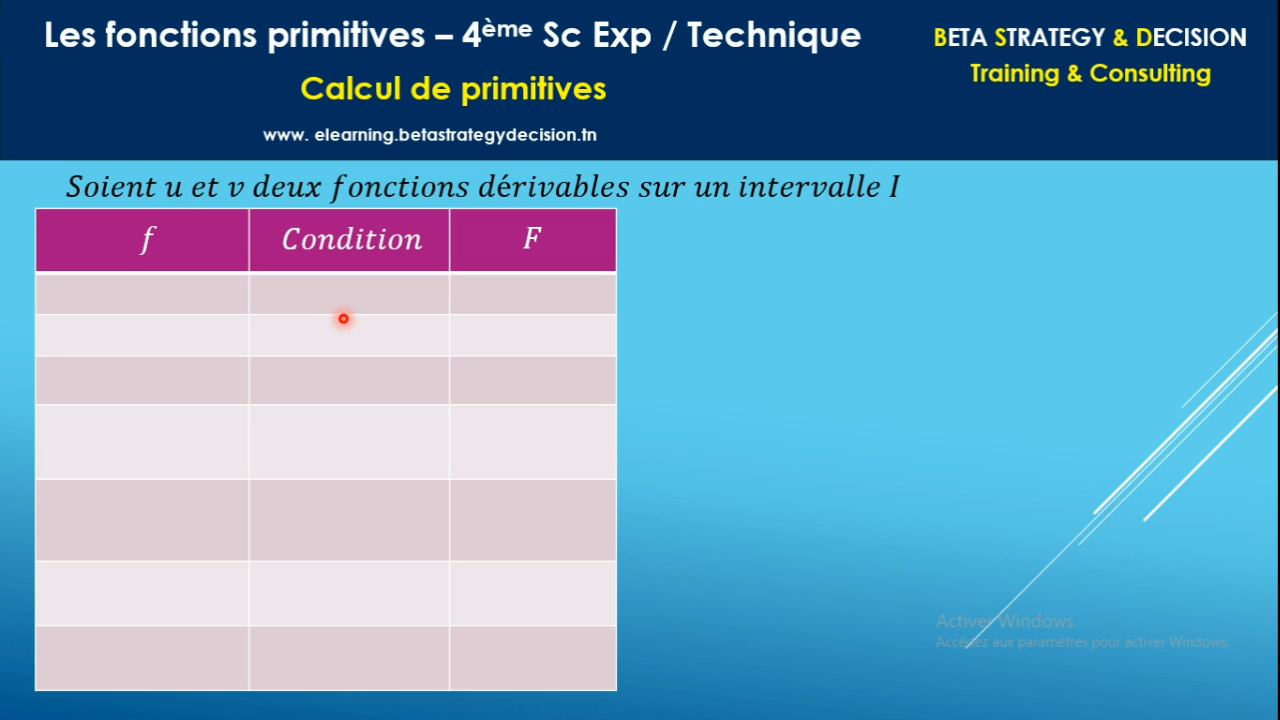 Les fonctions primitives – 4ème Sc Exp / Technique
Calcul de primitives
www. elearning.betastrategydecision.tn
BETA STRATEGY & DECISION
Training & Consulting
Soient u et v deux fonctions dérivables sur un intervalle I
f Condition F
Activer Windows
Accédez aux paramètres pour activer Windows.